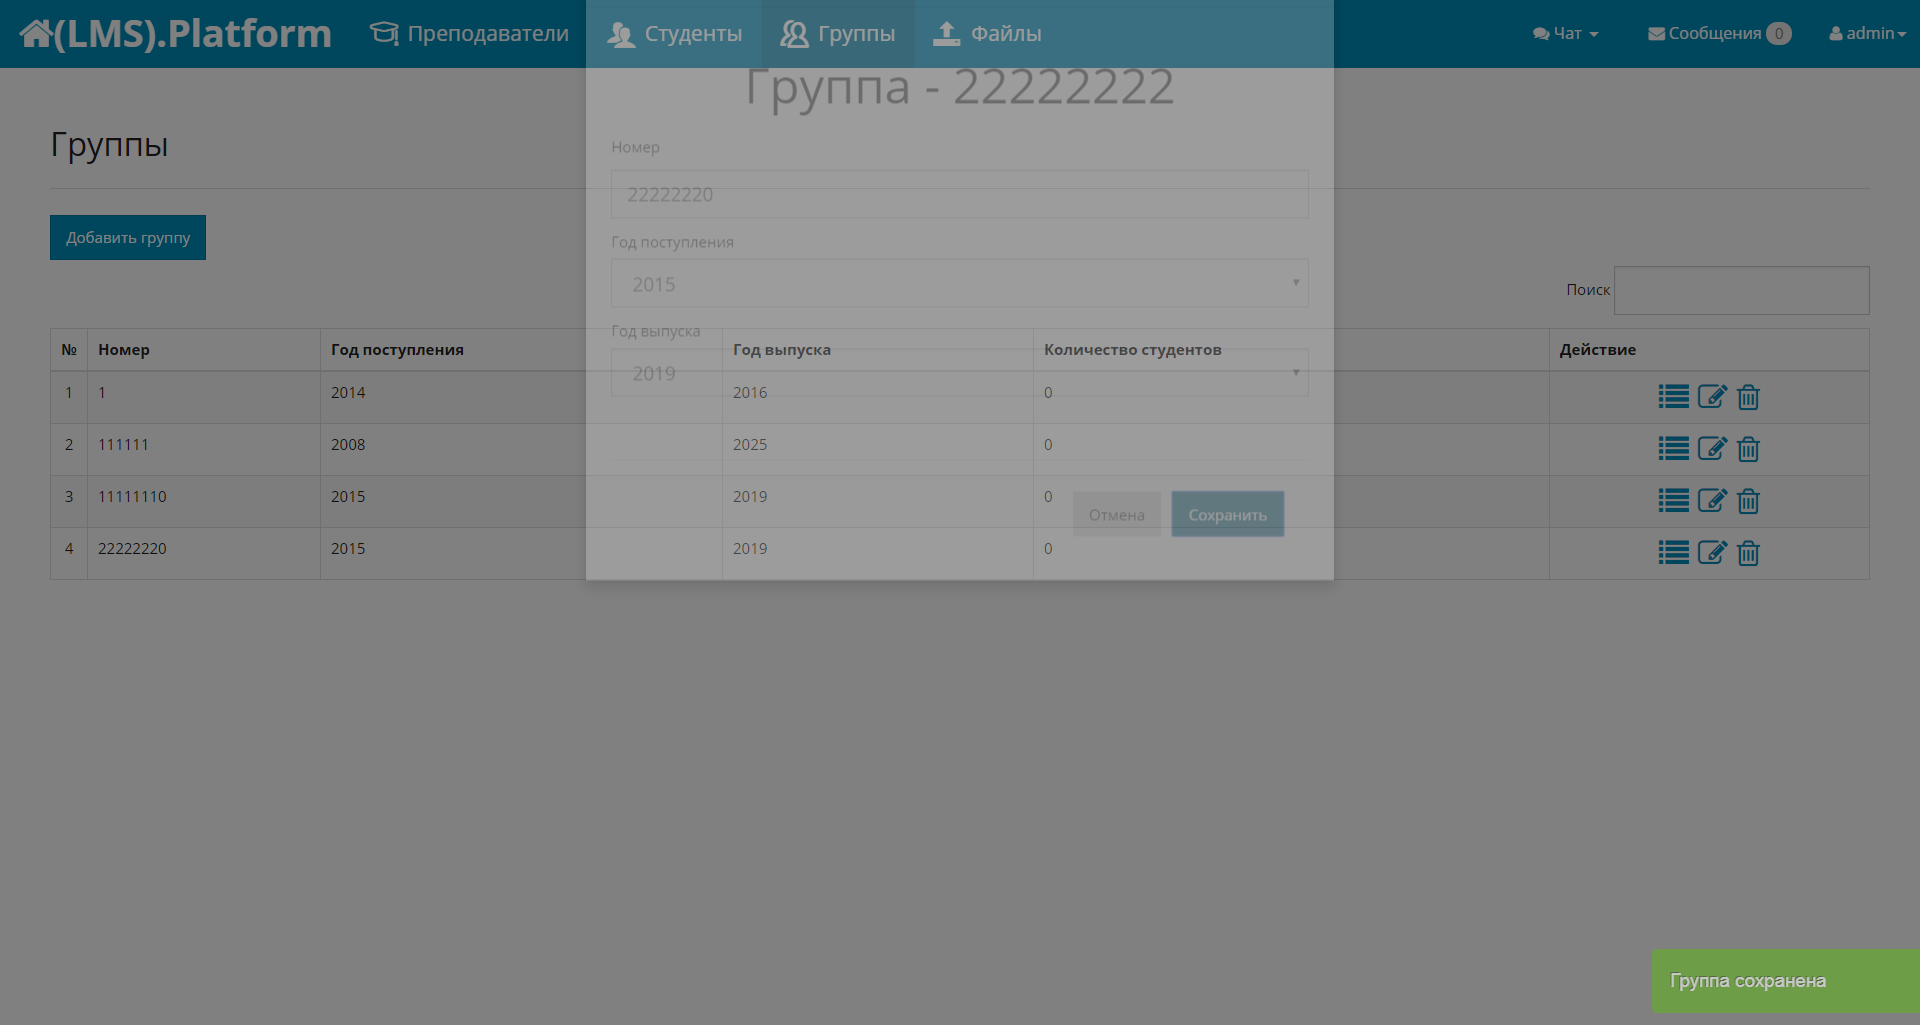 (LMS).Platform Преподаватели Студенты Группы Файлы Чат Сообщения 0 admin
Группа - 22222222
Группы
Номер
22222220
Добавить группу
Год поступления
2015
Поиск
Год выпуска
2019
№ Номер Год поступления Год выпуска Количество студентов Действие
1 1 2014 2016 0
2 111111 2008 2025 0
3 11111110 2015 2019 0
Отмена Сохранить
4 22222220 2015 2019 0
Группа сохранена